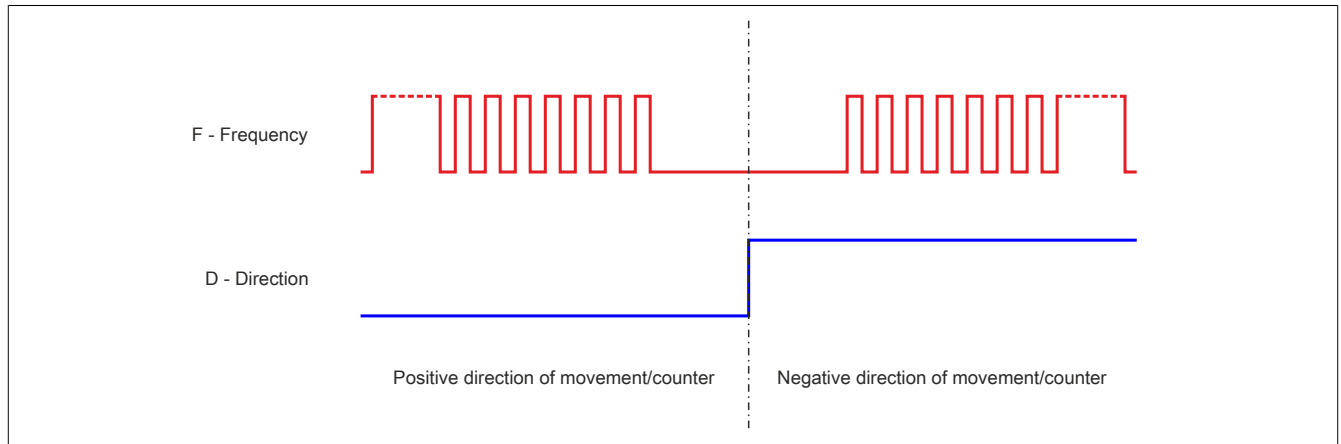 F - Frequency
D - Direction
Positive direction of movement/counter
Negative direction of movement/counter